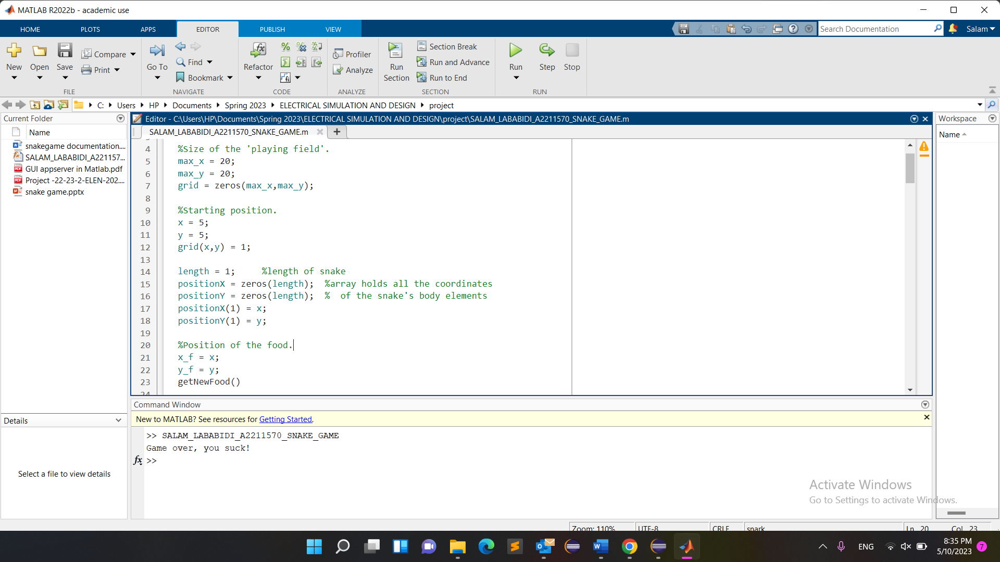 MATLAB R2022b - academic use
HOME PLOTS APPS EDITOR PUBLISH VIEW
Search Documentation
Salam
New
Open
Save
Compare
Print
FILE
Go To
Find
Bookmark
NAVIGATE
Refactor
CODE
Profiler
Analyze
ANALYZE
Run Section
Section Break
Run and Advance
Run to End
SECTION
Run
Step
Stop
RUN
C: Users HP Documents Spring 2023 ELECTRICAL SIMULATION AND DESIGN project
Current Folder
Name
snakegame documentation....
SALAM_LABABIDI_A221157...
GUI appserver in Matlab.pdf
Project -22-23-2-ELEN-202....
snake game.pptx
Details
Select a file to view details
Editor - C:\Users\HP\Documents\Spring 2023\ELECTRICAL SIMULATION AND DESIGN\project\SALAM_LABABIDI_A2211570_SNAKE_GAME.m
SALAM_LABABIDI_A2211570_SNAKE_GAME.m
4 %Size of the 'playing field'.
5 max_x = 20;
6 max_y = 20;
7 grid = zeros(max_x,max_y);
8
9 %Starting position.
10 x = 5;
11 y = 5;
12 grid(x,y) = 1;
13
14 length = 1; %length of snake
15 positionX = zeros(length); %array holds all the coordinates
16 positionY = zeros(length); % of the snake's body elements
17 positionX(1) = x;
18 positionY(1) = y;
19
20 %Position of the food.
21 x_f = x;
22 y_f = y;
23 getNewFood()
24
Workspace
Name
Command Window
New to MATLAB? See resources for Getting Started.
>> SALAM_LABABIDI_A2211570_SNAKE_GAME
Game over, you suck!
fx >>
Activate Windows
Go to Settings to activate Windows.
Zoom: 110% UTF-8 CRLF snark Ln 20 Col 23
ENG
8:35 PM
5/10/2023
7